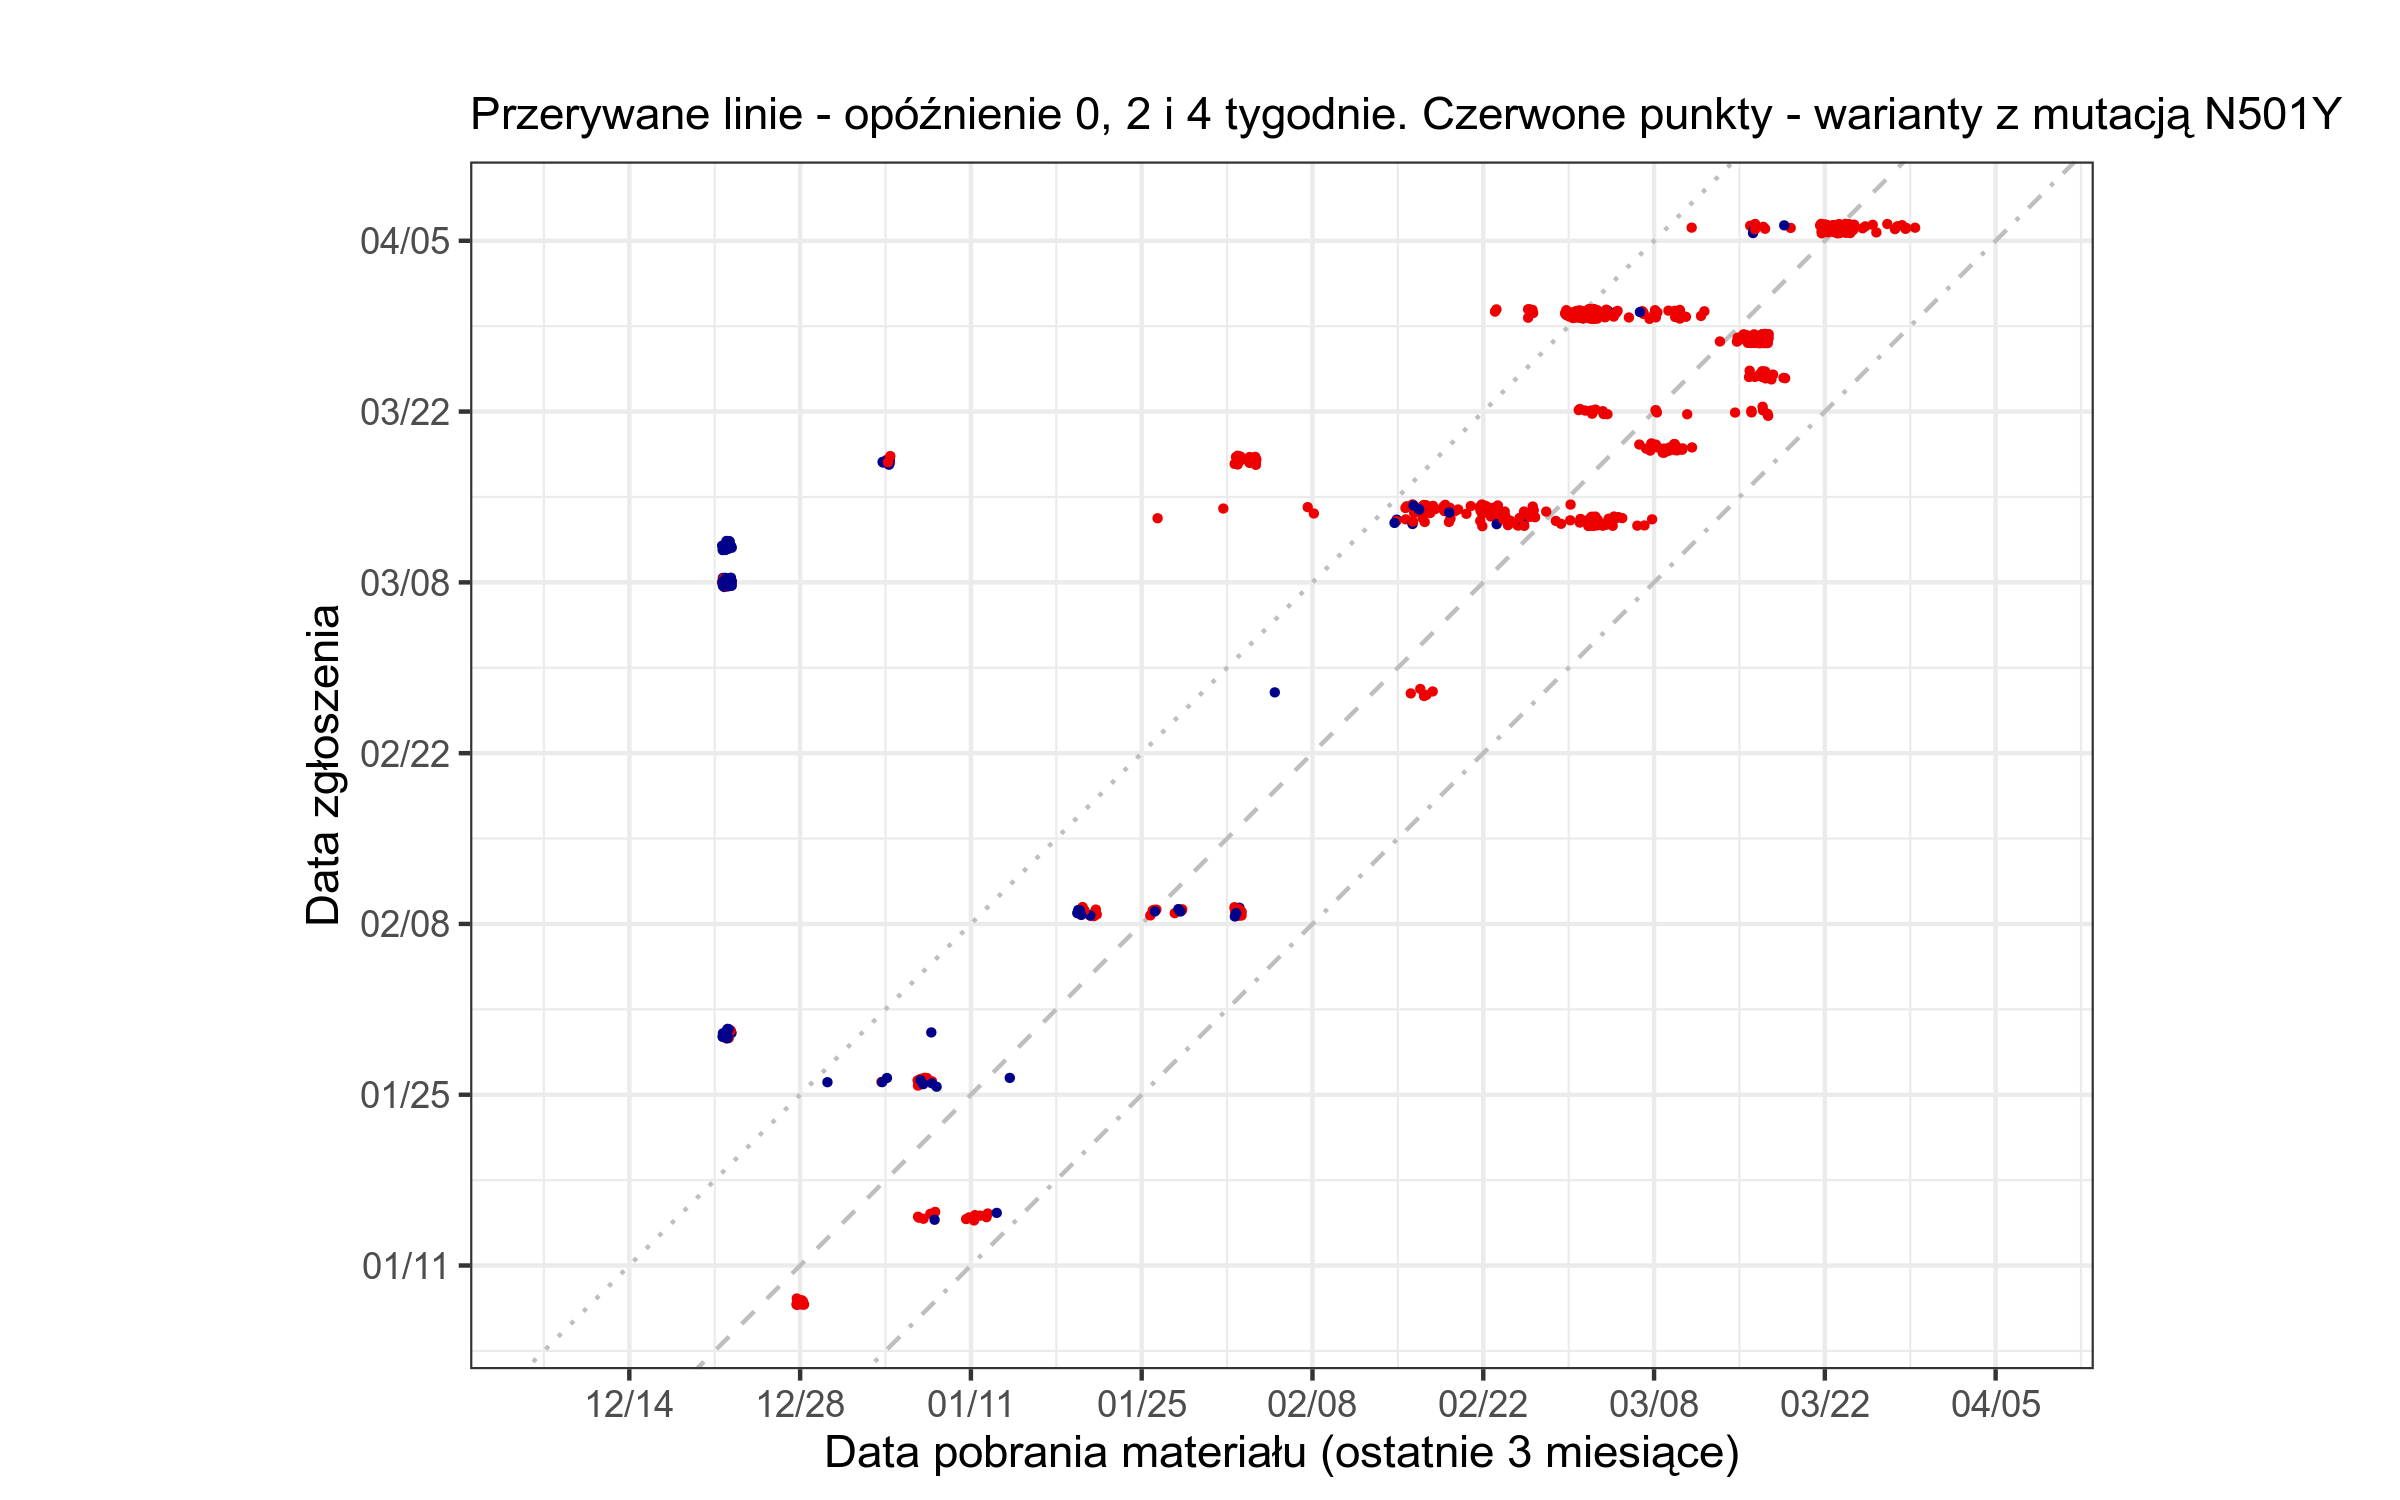 Przerywane linie - opóźnienie 0, 2 i 4 tygodnie. Czerwone punkty - warianty z mutacją N501Y
Data zgłoszenia
04/05
03/22
03/08
02/22
02/08
01/25
01/11
12/14 12/28 01/11 01/25 02/08 02/22 03/08 03/22 04/05
Data pobrania materiału (ostatnie 3 miesiące)